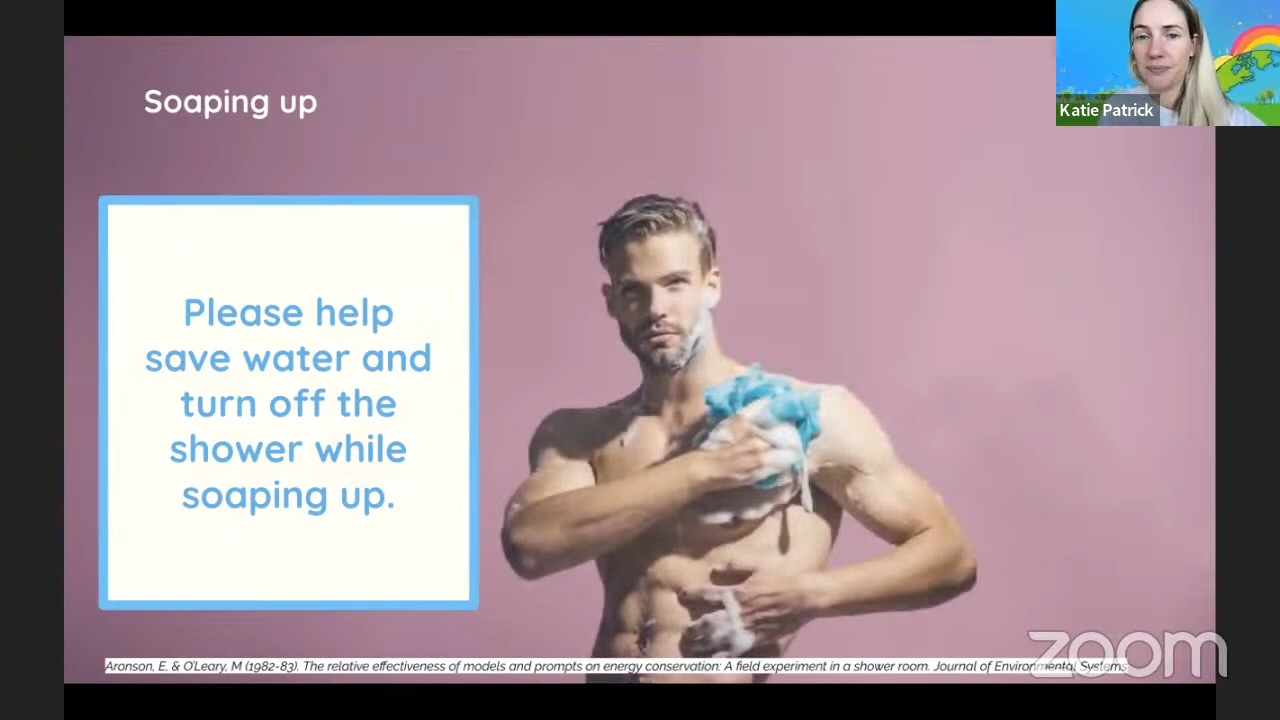 Soaping up
Katie Patrick
Please help
save water and
turn off the
shower while
soaping up.
Aronson, E. & O'Leary, M (1982-83). The relative effectiveness of models and prompts on energy conservation: A field experiment in a shower room. Journal of Environmental Systems
zoom